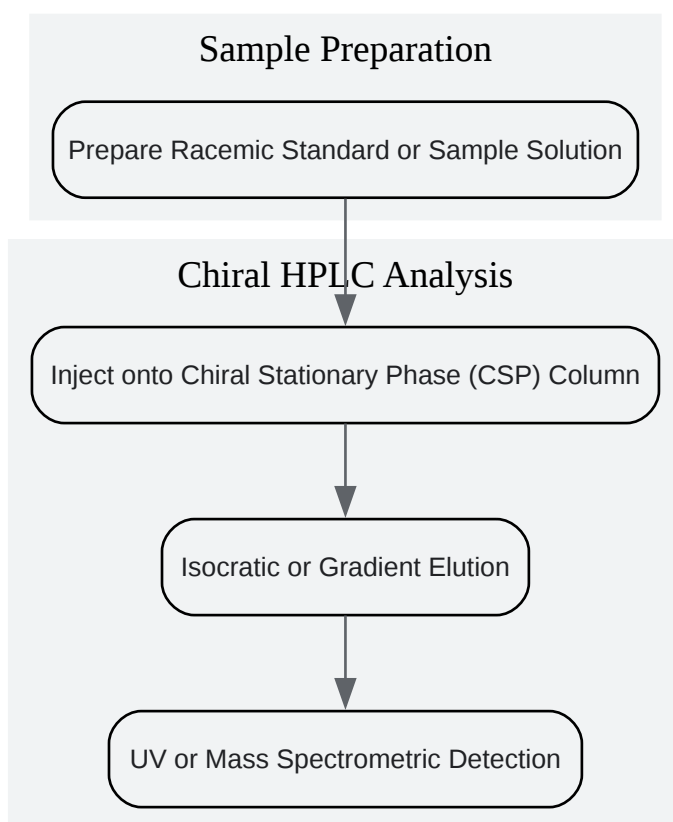 Sample Preparation
Prepare Racemic Standard or Sample Solution
Chiral HPLC Analysis
Inject onto Chiral Stationary Phase (CSP) Column
Isocratic or Gradient Elution
UV or Mass Spectrometric Detection